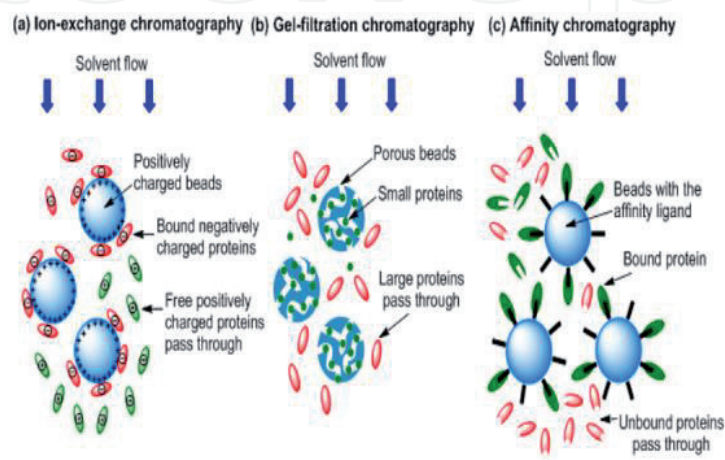 (a) Ion-exchange chromatography
Solvent flow
Positively
charged beads
Bound negatively
charged proteins
Free positively
charged proteins
pass through
(b) Gel-filtration chromatography
Solvent flow
Porous beads
Small proteins
Large proteins
pass through
(c) Affinity chromatography
Solvent flow
Beads with the
affinity ligand
Bound protein
Unbound proteins
pass through